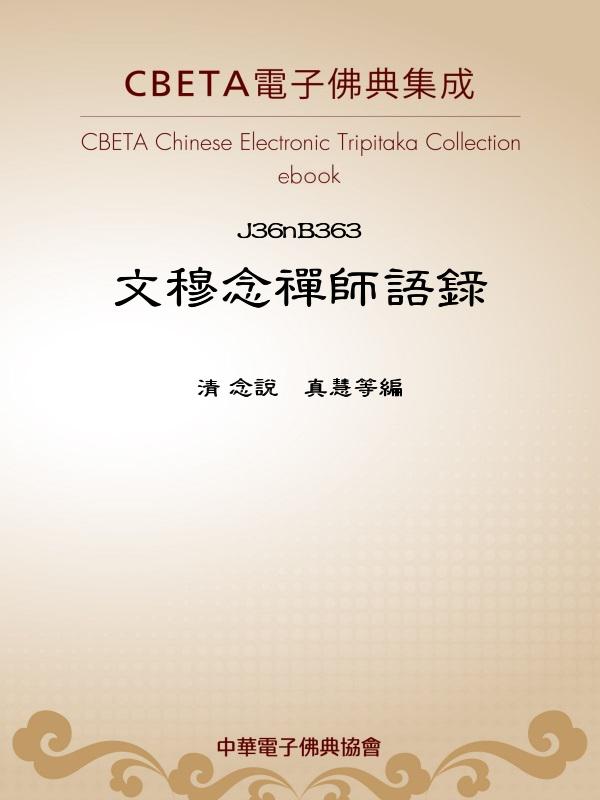 CBETA電子佛典集成
CBETA Chinese Electronic Tripitaka Collection
ebook
J36nB363
文穆念禪師語錄
清 念說　真慧等編
中華電子佛典協會